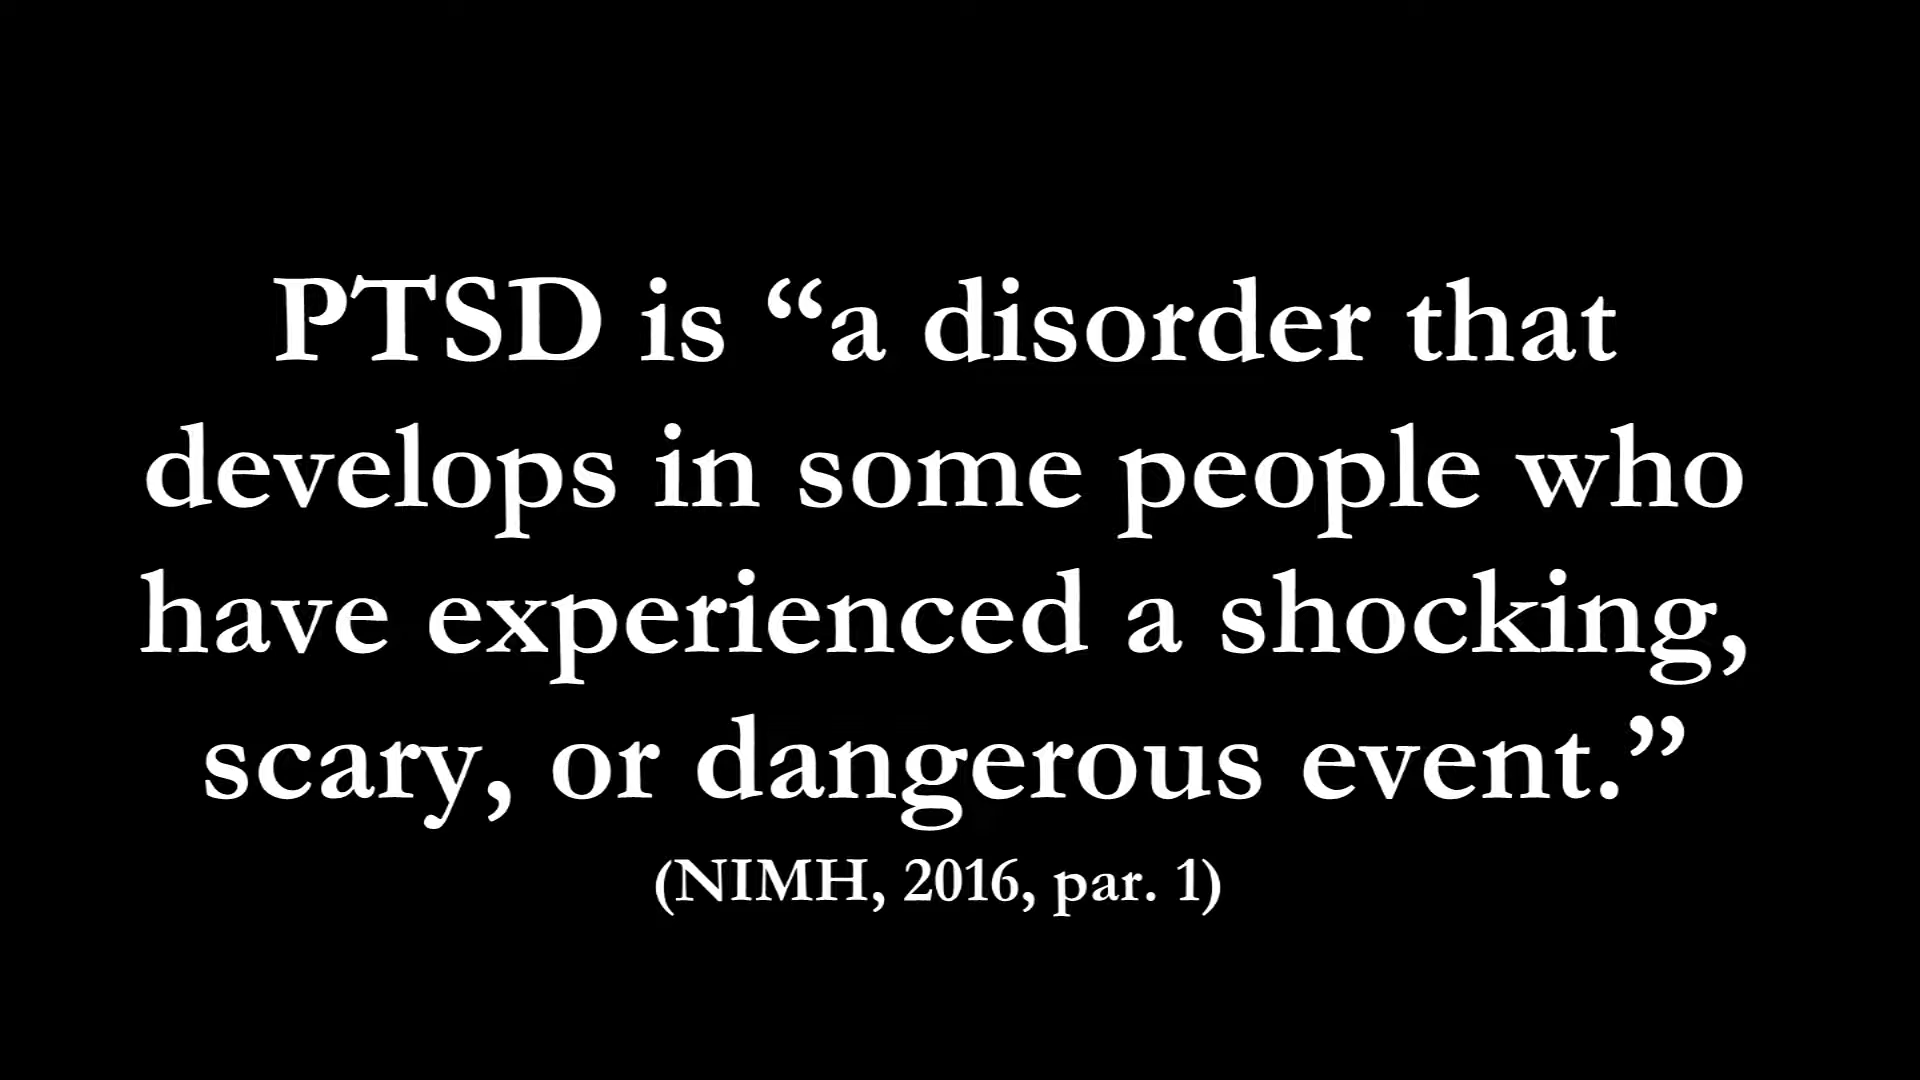 PTSD is “a disorder that
develops in some people who
have experienced a shocking,
scary, or dangerous event.”
(NIMH, 2016, par. 1)